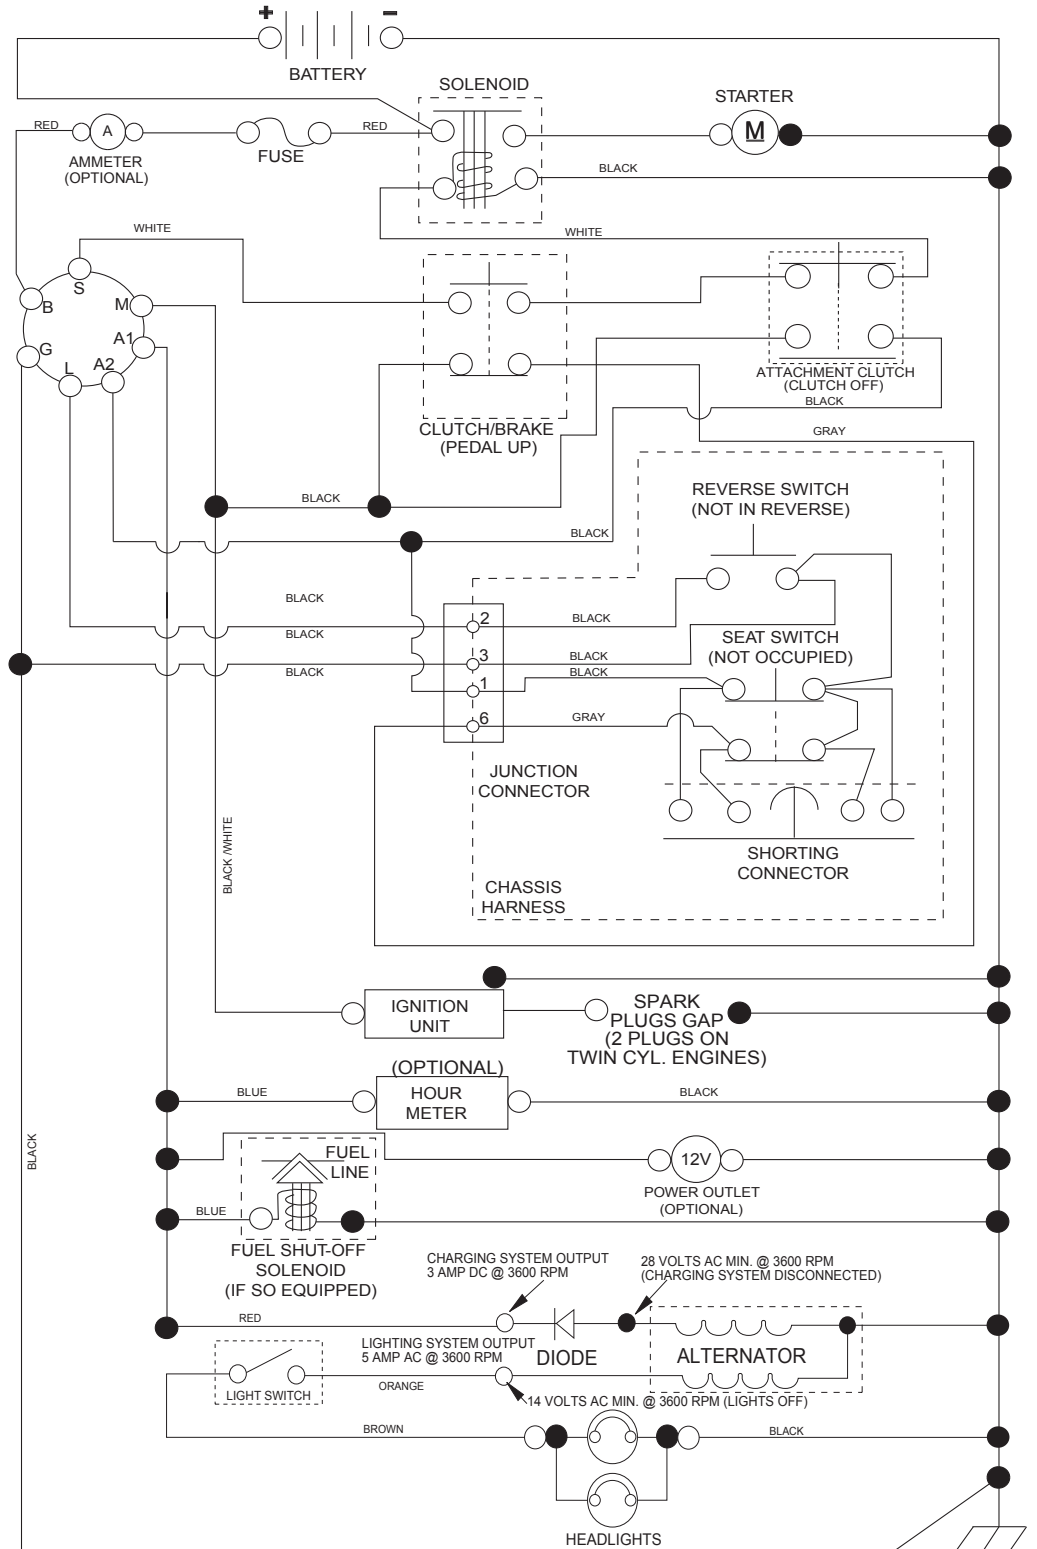 + −
BATTERY
SOLENOID
STARTER
RED
A
RED
M
AMMETER
(OPTIONAL)
FUSE
BLACK
WHITE
WHITE
S
B
M
G
A1
L
A2
ATTACHMENT CLUTCH
(CLUTCH OFF)
BLACK
CLUTCH/BRAKE
(PEDAL UP)
GRAY
BLACK
REVERSE SWITCH
(NOT IN REVERSE)
BLACK
BLACK
2
BLACK
BLACK
SEAT SWITCH
(NOT OCCUPIED)
3
BLACK
BLACK
1
BLACK
6
GRAY
JUNCTION
CONNECTOR
SHORTING
CONNECTOR
BLACK /WHITE
CHASSIS
HARNESS
IGNITION
UNIT
SPARK
PLUGS GAP
(2 PLUGS ON
TWIN CYL. ENGINES)
(OPTIONAL)
HOUR
METER
BLUE
BLACK
BLACK
FUEL
LINE
12V
POWER OUTLET
(OPTIONAL)
BLUE
FUEL SHUT-OFF
SOLENOID
(IF SO EQUIPPED)
CHARGING SYSTEM OUTPUT
3 AMP DC @ 3600 RPM
28 VOLTS AC MIN. @ 3600 RPM
(CHARGING SYSTEM DISCONNECTED)
RED
LIGHTING SYSTEM OUTPUT
5 AMP AC @ 3600 RPM
DIODE
ALTERNATOR
LIGHT SWITCH
ORANGE
14 VOLTS AC MIN. @ 3600 RPM (LIGHTS OFF)
BROWN
BLACK
HEADLIGHTS